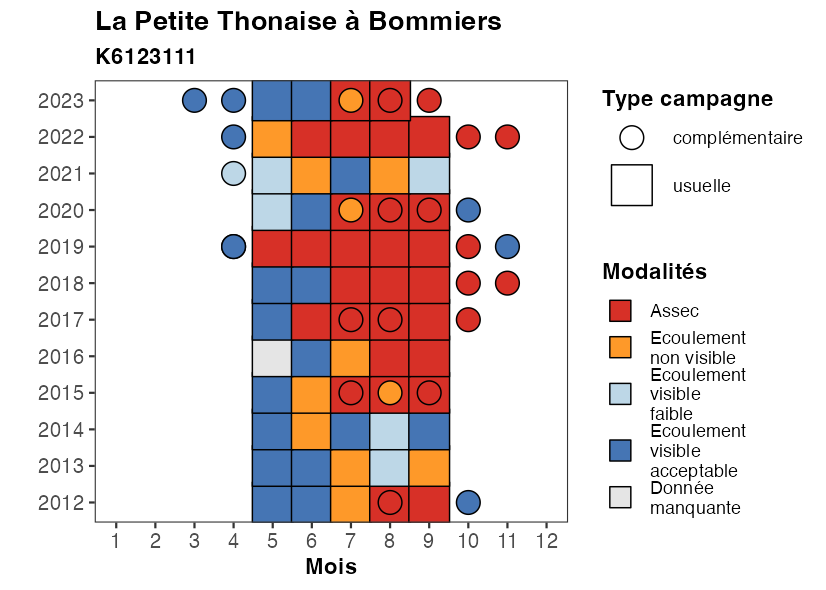 La Petite Thonaise à Bommiers
K6123111
2023
2022
2021
2020
2019
2018
2017
2016
2015
2014
2013
2012
1 2 3 4 5 6 7 8 9 10 11 12
Mois
Type campagne
complémentaire
usuelle
Modalités
Assec
Ecoulement
non visible
Ecoulement
visible
faible
Ecoulement
visible
acceptable
Donnée
manquante